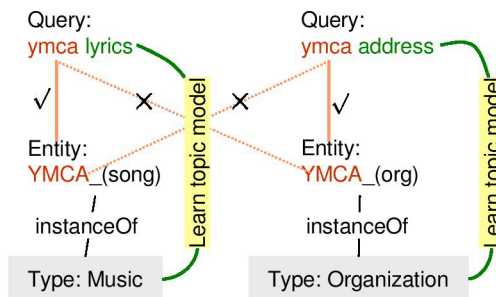 Query:
ymca lyrics
Query:
ymca address
Learn topic model
Learn topic model
Entity:
YMCA_(song)
Entity:
YMCA_(org)
instanceOf
instanceOf
Type: Music
Type: Organization